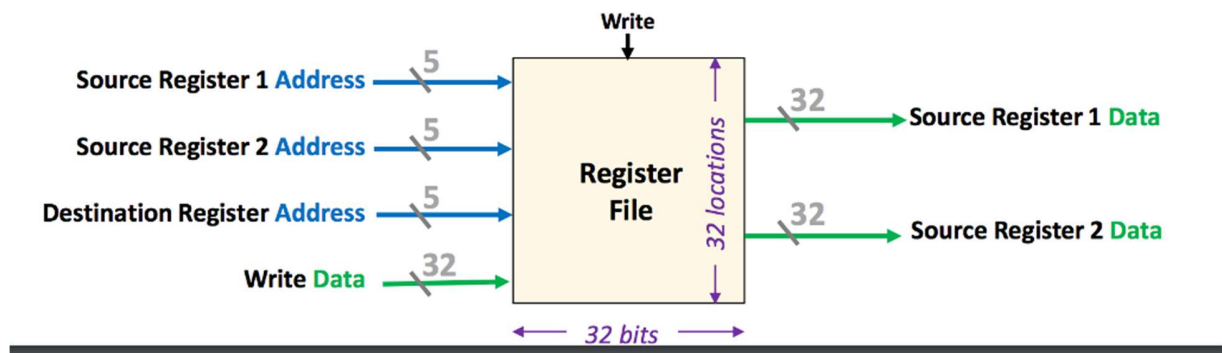 Write
Source Register 1 Address
5
32
Source Register 1 Data
Source Register 2 Address
5
Register
File
32 locations
Destination Register Address
5
32
Source Register 2 Data
Write Data
32
32 bits